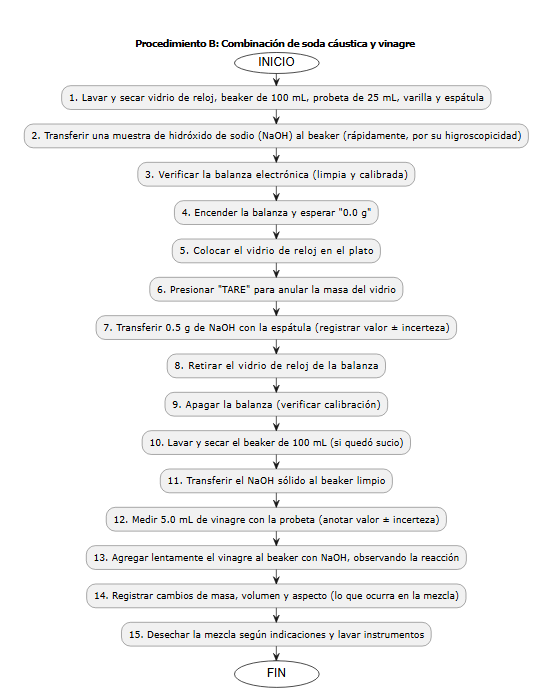 Procedimiento B: Combinación de soda cáustica y vinagre
INICIO
1. Lavar y secar vidrio de reloj, beaker de 100 mL, probeta de 25 mL, varilla y espátula
2. Transferir una muestra de hidróxido de sodio (NaOH) al beaker (rápidamente, por su higroscopicidad)
3. Verificar la balanza electrónica (limpia y calibrada)
4. Encender la balanza y esperar "0.0 g"
5. Colocar el vidrio de reloj en el plato
6. Presionar "TARE" para anular la masa del vidrio
7. Transferir 0.5 g de NaOH con la espátula (registrar valor ± incerteza)
8. Retirar el vidrio de reloj de la balanza
9. Apagar la balanza (verificar calibración)
10. Lavar y secar el beaker de 100 mL (si quedó sucio)
11. Transferir el NaOH sólido al beaker limpio
12. Medir 5.0 mL de vinagre con la probeta (anotar valor ± incerteza)
13. Agregar lentamente el vinagre al beaker con NaOH, observando la reacción
14. Registrar cambios de masa, volumen y aspecto (lo que ocurra en la mezcla)
15. Desechar la mezcla según indicaciones y lavar instrumentos
FIN